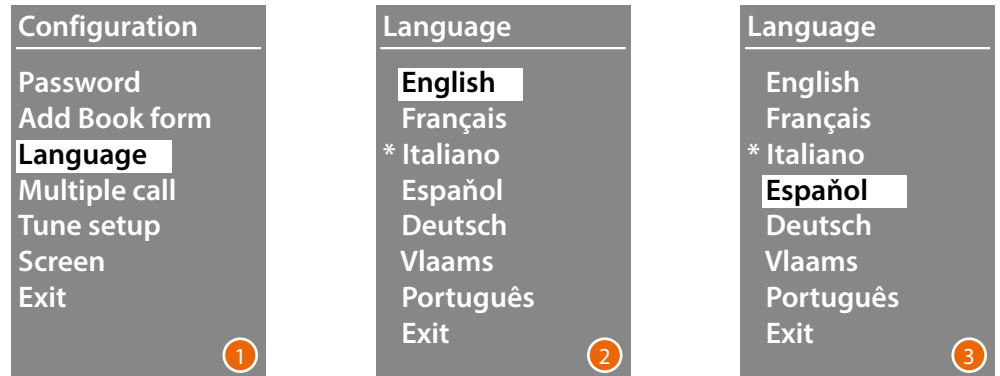 Configuration
Password
Add Book form
Language
Multiple call
Tune setup
Screen
Exit
1
Language
English
Français
* Italiano
Espaňol
Deutsch
Vlaams
Português
Exit
2
Language
English
Français
* Italiano
Espaňol
Deutsch
Vlaams
Português
Exit
3